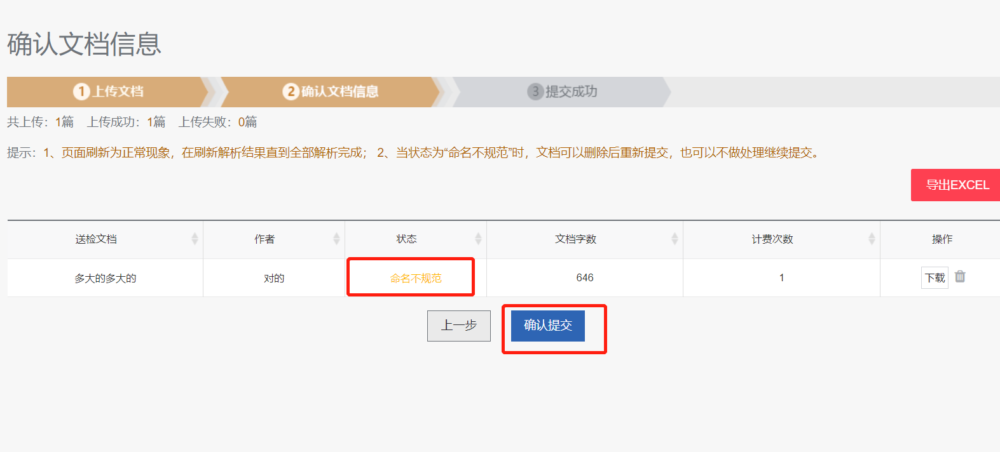 确认文档信息
1 上传文档 2 确认文档信息 3 提交成功
共上传：1篇 上传成功：1篇 上传失败：0篇
提示：1、页面刷新为正常现象，在刷新解析结果直到全部解析完成； 2、当状态为“命名不规范”时，文档可以删除后重新提交，也可以不做处理继续提交。
导出EXCEL
送检文档 作者 状态 文档字数 计费次数 操作
多大的多大的 对的 命名不规范 646 1 下载
上一步 确认提交